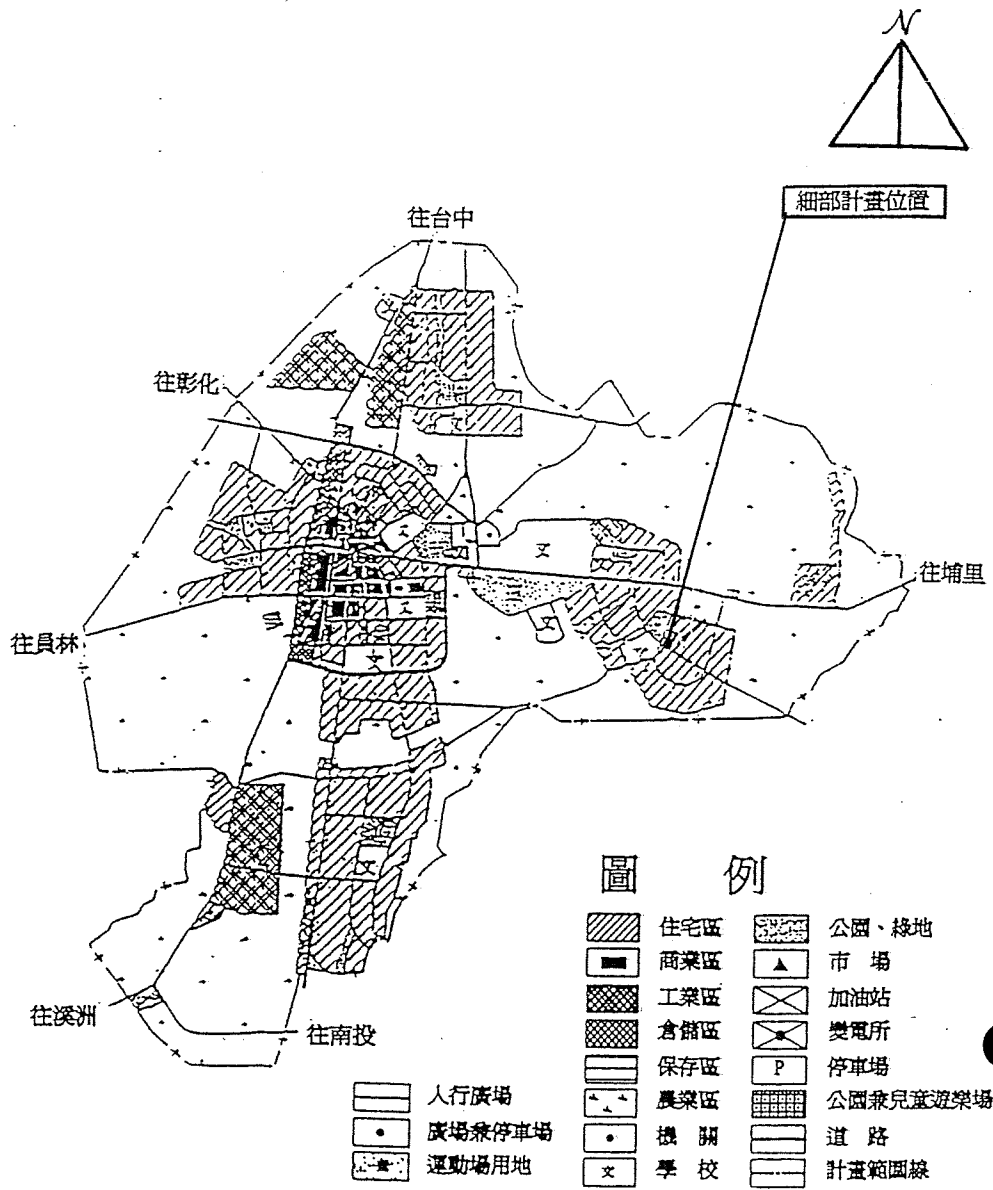 N
細部計畫位置
往台中
往彰化
往埔里
往員林
文
文
文
文
文
文
往溪洲
往南投
圖 例
住宅區
公園、綠地
商業區
市 場
工業區
加油站
倉儲區
變電所
保存區
P
停車場
人行廣場
農業區
公園兼兒童遊樂場
廣場兼停車場
機 關
道 路
運動場用地
文
學 校
計畫範圍線